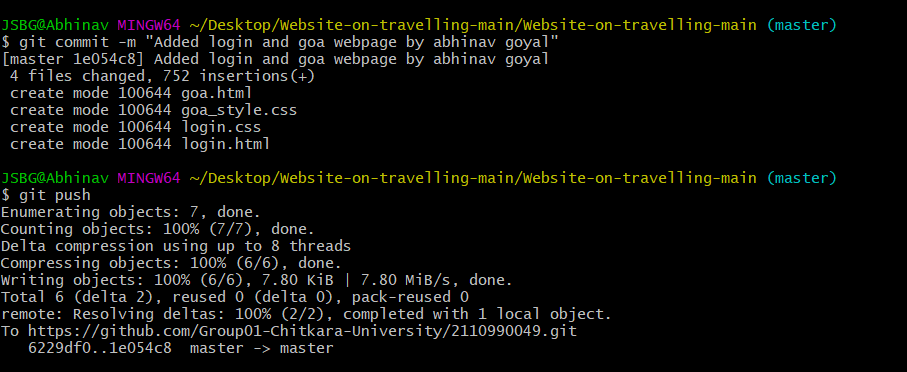 JSBG@Abhinav MINGW64 ~/Desktop/Website-on-travelling-main/Website-on-travelling-main (master)
$ git commit -m "Added login and goa webpage by abhinav goyal"
[master 1e054c8] Added login and goa webpage by abhinav goyal
 4 files changed, 752 insertions(+)
 create mode 100644 goa.html
 create mode 100644 goa_style.css
 create mode 100644 login.css
 create mode 100644 login.html
JSBG@Abhinav MINGW64 ~/Desktop/Website-on-travelling-main/Website-on-travelling-main (master)
$ git push
Enumerating objects: 7, done.
Counting objects: 100% (7/7), done.
Delta compression using up to 8 threads
Compressing objects: 100% (6/6), done.
Writing objects: 100% (6/6), 7.80 KiB | 7.80 MiB/s, done.
Total 6 (delta 2), reused 0 (delta 0), pack-reused 0
remote: Resolving deltas: 100% (2/2), completed with 1 local object.
To https://github.com/Group01-Chitkara-University/2110990049.git
   6229df0..1e054c8  master -> master